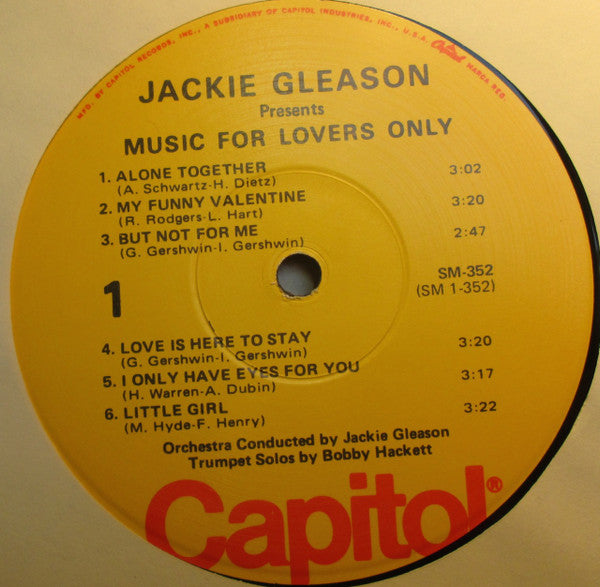 MFG. BY CAPITOL RECORDS, INC., A SUBSIDIARY OF CAPITOL INDUSTRIES, INC., U.S.A. Capitol MARCA REG.
JACKIE GLEASON
Presents
MUSIC FOR LOVERS ONLY
1. ALONE TOGETHER 3:02
(A. Schwartz-H. Dietz)
2. MY FUNNY VALENTINE 3:20
(R. Rodgers-L. Hart)
3. BUT NOT FOR ME 2:47
(G. Gershwin-I. Gershwin)
1
SM-352
(SM 1-352)
4. LOVE IS HERE TO STAY 3:20
(G. Gershwin-I. Gershwin)
5. I ONLY HAVE EYES FOR YOU 3:17
(H. Warren-A. Dubin)
6. LITTLE GIRL 3:22
(M. Hyde-F. Henry)
Orchestra Conducted by Jackie Gleason
Trumpet Solos by Bobby Hackett
Capitol®